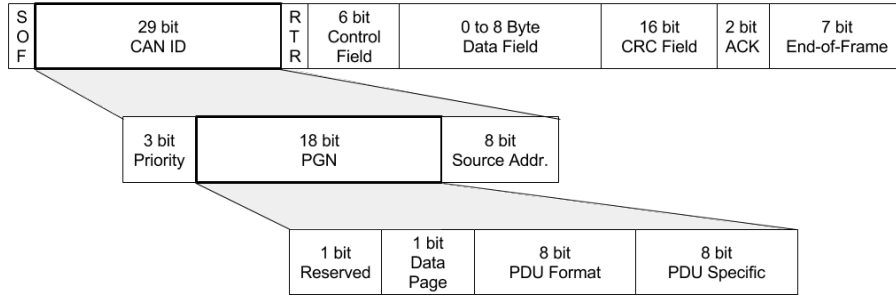 SOF
29 bit
CAN ID
RTR
6 bit
Control
Field
0 to 8 Byte
Data Field
16 bit
CRC Field
2 bit
ACK
7 bit
End-of-Frame
3 bit
Priority
18 bit
PGN
8 bit
Source Addr.
1 bit
Reserved
1 bit
Data
Page
8 bit
PDU Format
8 bit
PDU Specific